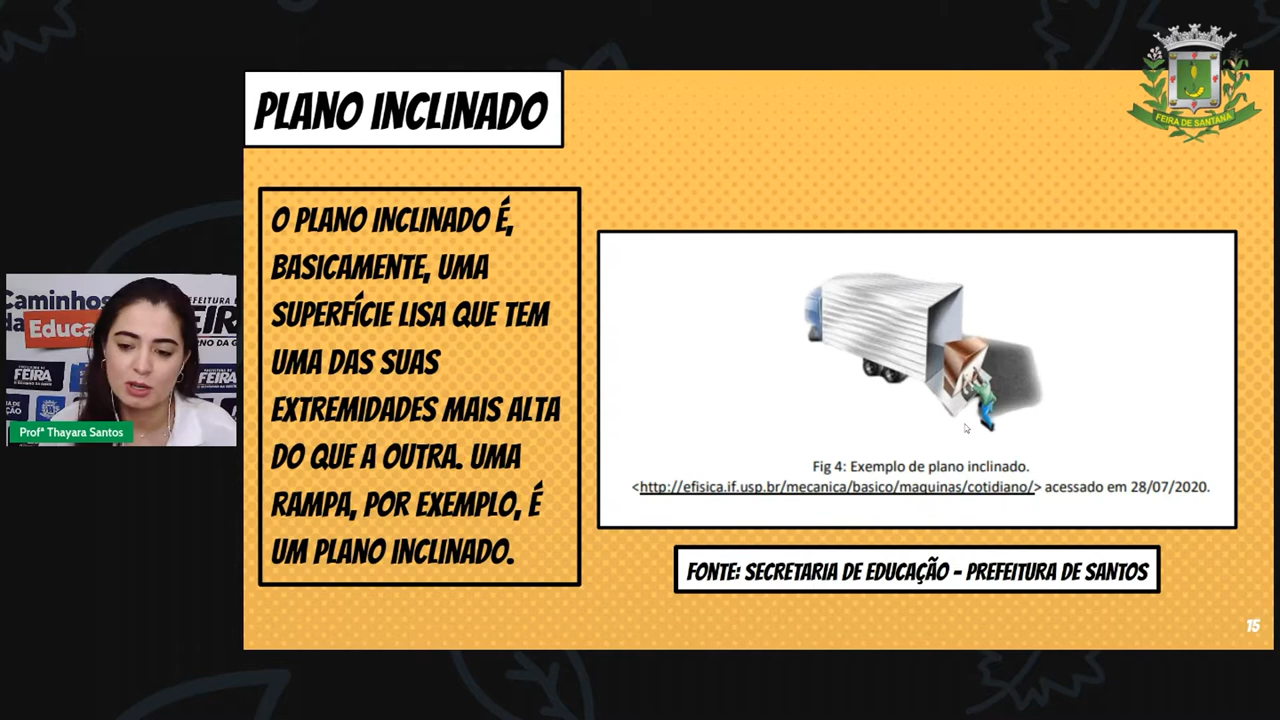 FEIRA DE SANTANA
PLANO INCLINADO
O PLANO INCLINADO É,
BASICAMENTE, UMA
SUPERFÍCIE LISA QUE TEM
UMA DAS SUAS
EXTREMIDADES MAIS ALTA
DO QUE A OUTRA. UMA
RAMPA, POR EXEMPLO, É
UM PLANO INCLINADO.
Fig 4: Exemplo de plano inclinado.
<http://efisica.if.usp.br/mecanica/basico/maquinas/cotidiano/> acessado em 28/07/2020.
FONTE: SECRETARIA DE EDUCAÇÃO - PREFEITURA DE SANTOS
15
Caminhos
da
Educa
Profª Thayara Santos